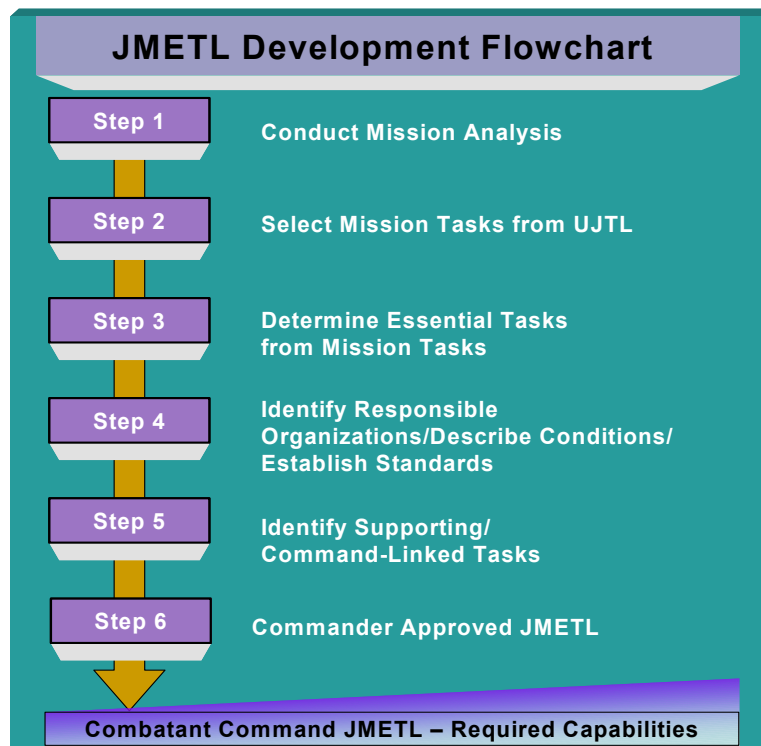 JMETL Development Flowchart
Step 1
Conduct Mission Analysis
Step 2
Select Mission Tasks from UJTL
Step 3
Determine Essential Tasks
from Mission Tasks
Step 4
Identify Responsible
Organizations/Describe Conditions/
Establish Standards
Step 5
Identify Supporting/
Command-Linked Tasks
Step 6
Commander Approved JMETL
Combatant Command JMETL – Required Capabilities